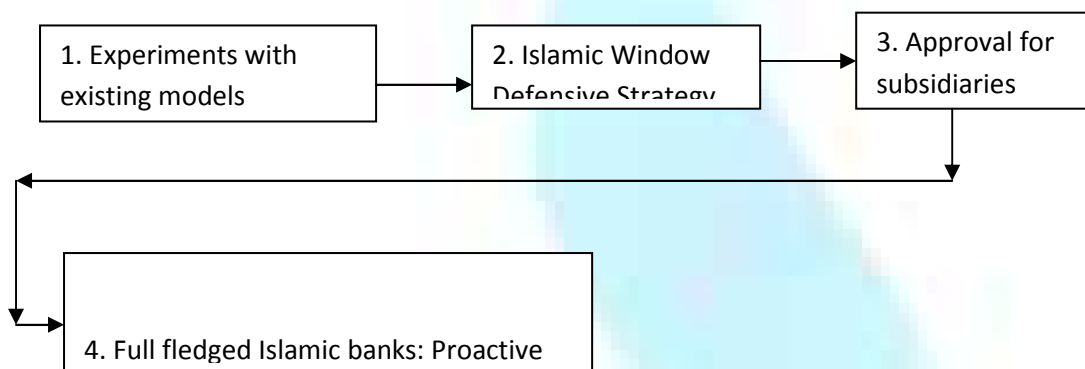 1. Experiments with
existing models
2. Islamic Window
Defensive Strategy
3. Approval for
subsidiaries
4. Full fledged Islamic banks: Proactive